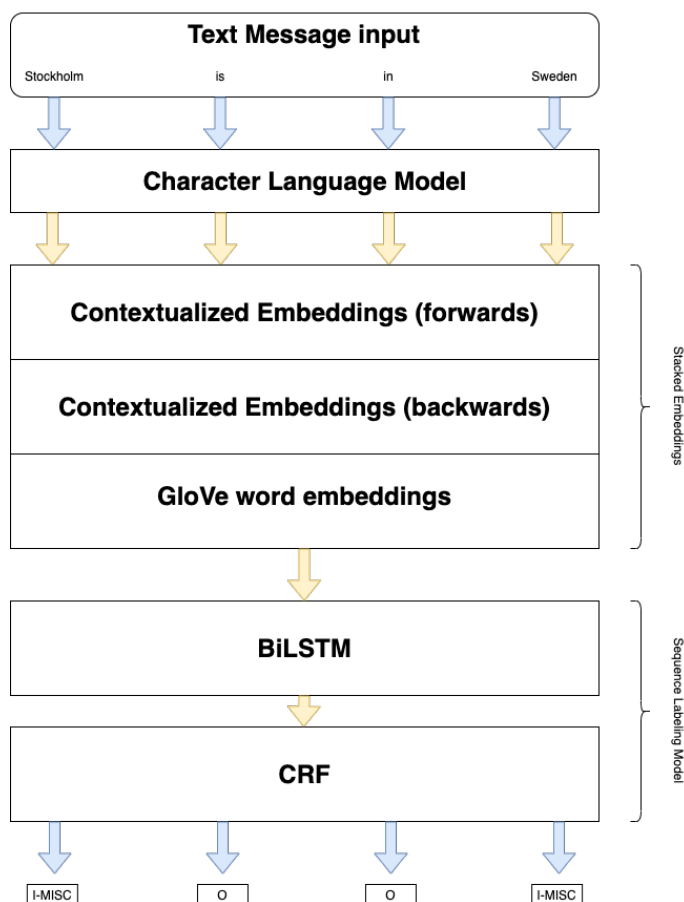 Text Message input
Stockholm is in Sweden
Character Language Model
Contextualized Embeddings (forwards)
Contextualized Embeddings (backwards)
GloVe word embeddings
Stacked Embeddings
BiLSTM
CRF
Sequence Labeling Model
I-MISC O O I-MISC